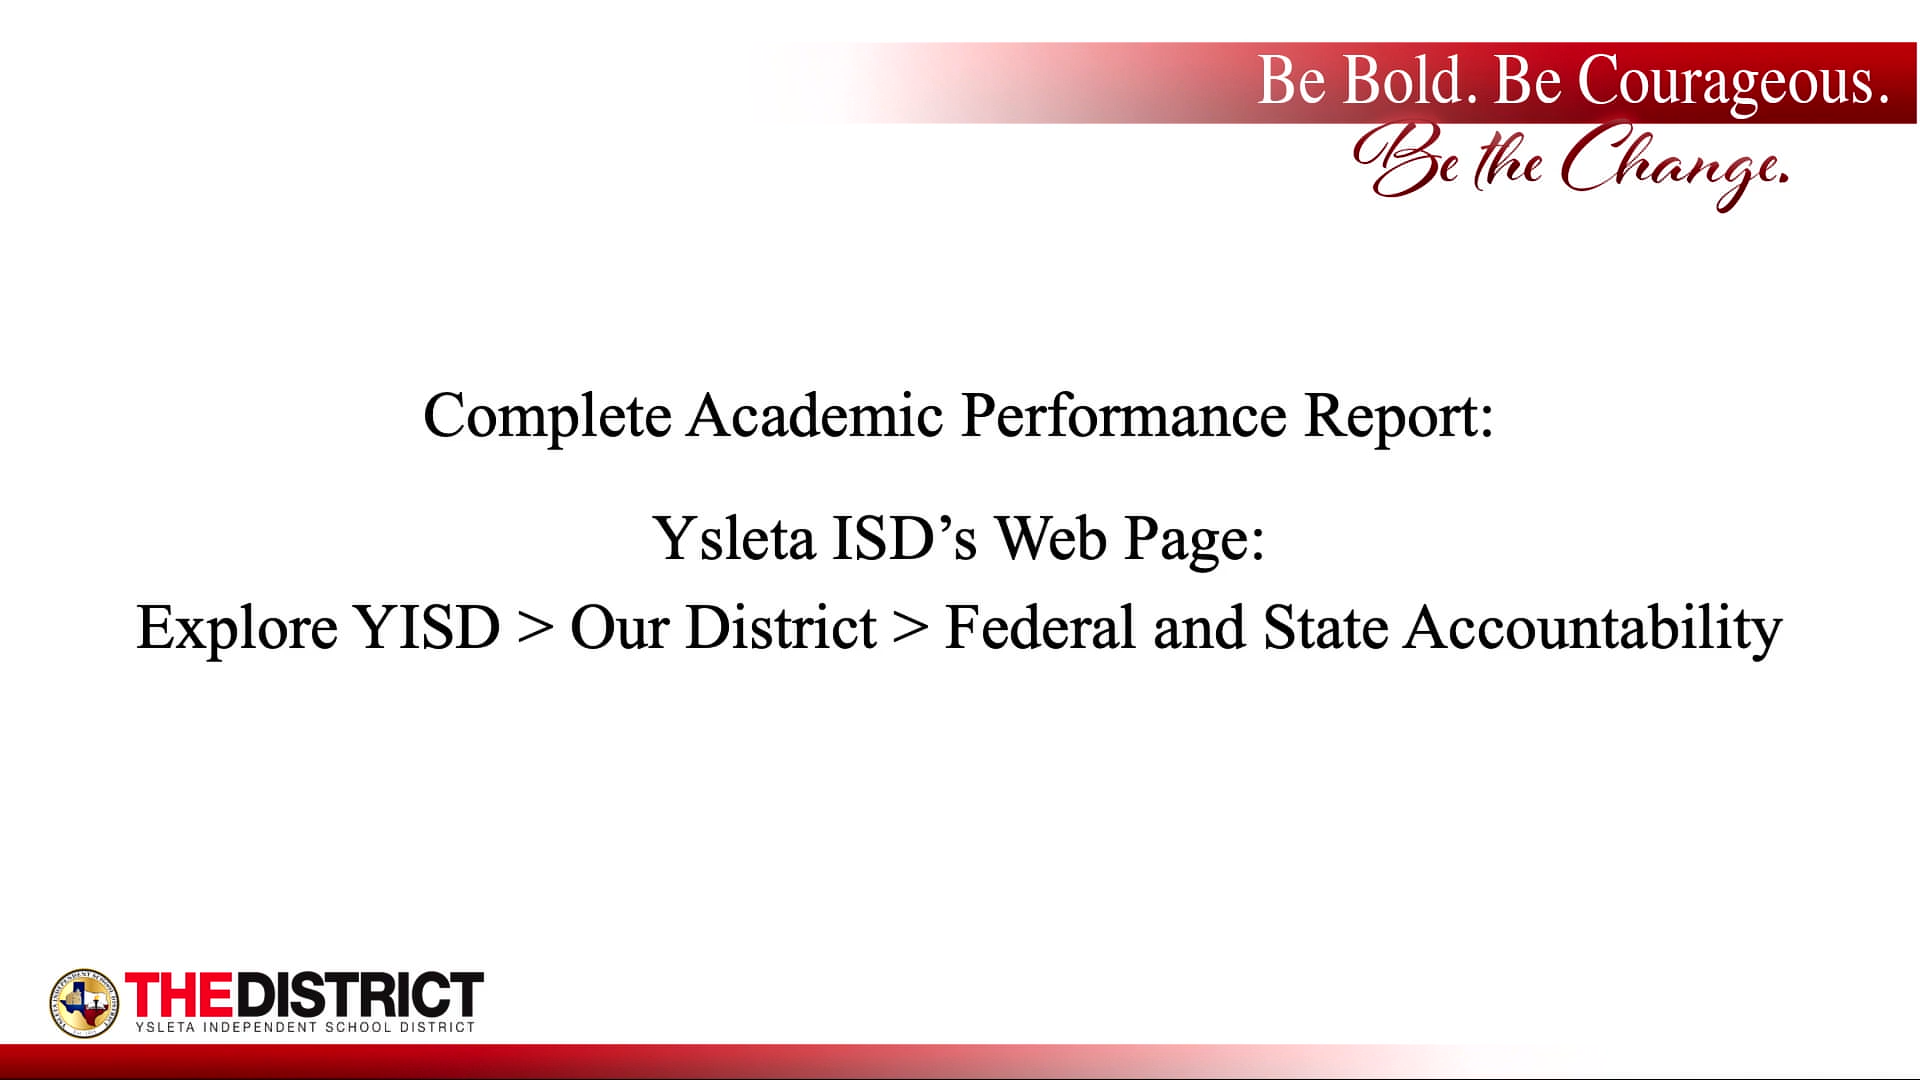 Be Bold. Be Courageous.
Be the Change.
Complete Academic Performance Report:
Ysleta ISD’s Web Page:
Explore YISD > Our District > Federal and State Accountability
THEDISTRICT
YSLETA INDEPENDENT SCHOOL DISTRICT